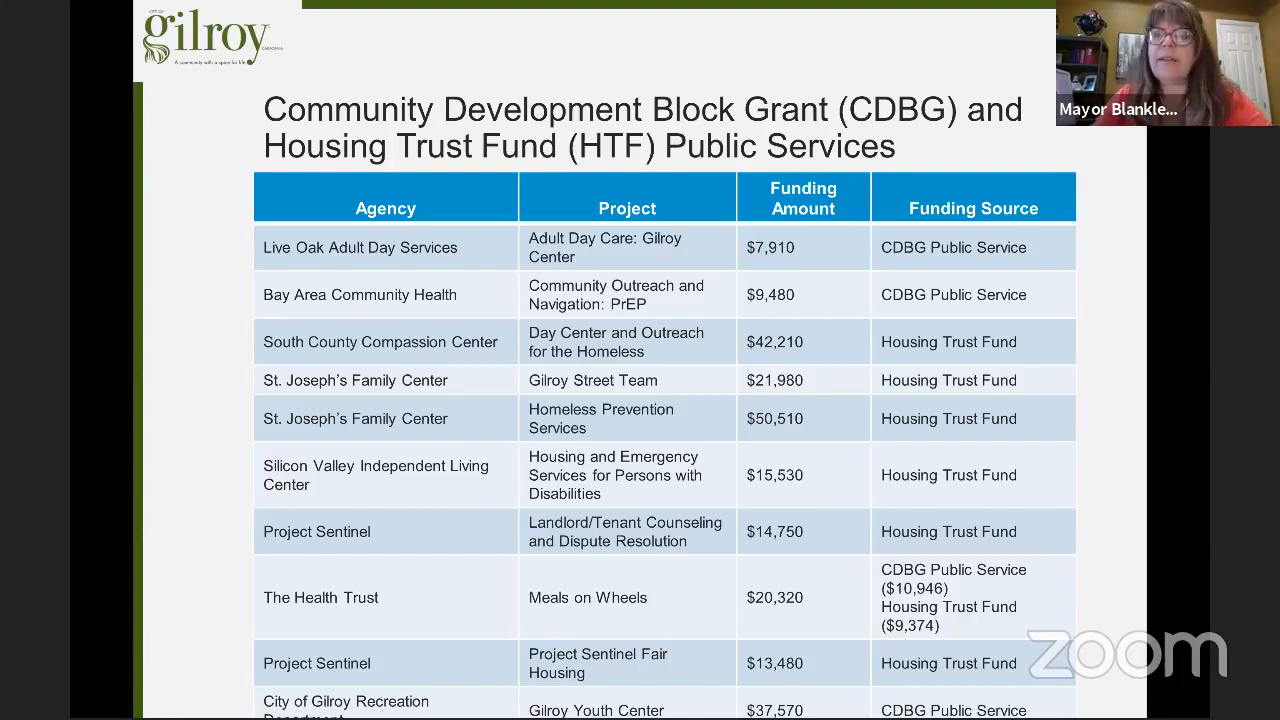 gilroy
CALIFORNIA
A community with a spice for life.
Mayor Blankle...
Community Development Block Grant (CDBG) and
Housing Trust Fund (HTF) Public Services
Agency
Project
Funding
Amount
Funding Source
Live Oak Adult Day Services
Adult Day Care: Gilroy
Center
$7,910
CDBG Public Service
Bay Area Community Health
Community Outreach and
Navigation: PrEP
$9,480
CDBG Public Service
South County Compassion Center
Day Center and Outreach
for the Homeless
$42,210
Housing Trust Fund
St. Joseph's Family Center
Gilroy Street Team
$21,980
Housing Trust Fund
St. Joseph's Family Center
Homeless Prevention
Services
$50,510
Housing Trust Fund
Silicon Valley Independent Living
Center
Housing and Emergency
Services for Persons with
Disabilities
$15,530
Housing Trust Fund
Project Sentinel
Landlord/Tenant Counseling
and Dispute Resolution
$14,750
Housing Trust Fund
The Health Trust
Meals on Wheels
$20,320
CDBG Public Service
($10,946)
Housing Trust Fund
($9,374)
Project Sentinel
Project Sentinel Fair
Housing
$13,480
Housing Trust Fund
City of Gilroy Recreation
Department
Gilroy Youth Center
$37,570
CDBG Public Service
zoom